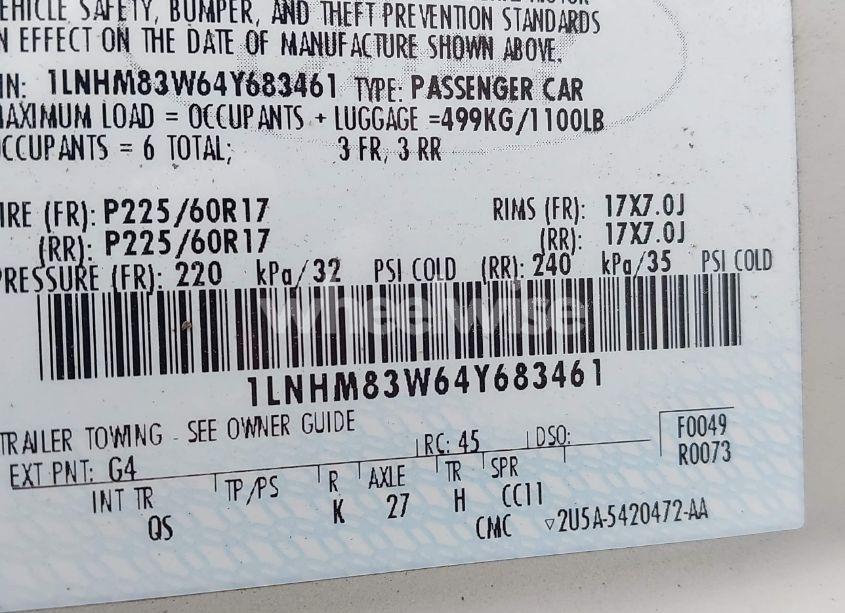 EHICLE SAFETY, BUMPER, AND THEFT PREVENTION STANDARDS
N EFFECT ON THE DATE OF MANUFACTURE SHOWN ABOVE.
IN: 1LNHM83W64Y683461 TYPE: PASSENGER CAR
MAXIMUM LOAD = OCCUPANTS + LUGGAGE =499KG/1100LB
OCCUPANTS = 6 TOTAL; 3 FR, 3 RR
IRE (FR): P225/60R17 RIMS (FR): 17X7.0J
(RR): P225/60R17 (RR): 17X7.0J
PRESSURE (FR): 220 kPa/32 PSI COLD (RR): 240 kPa/35 PSI COLD
wheelwise
1LNHM83W64Y683461
TRAILER TOWING - SEE OWNER GUIDE
EXT PNT: G4 RC: 45 DSO: F0049
R0073
INT TR TP/PS R AXLE TR SPR
QS K 27 H CC11
CMC ▿2U5A-5420472-AA